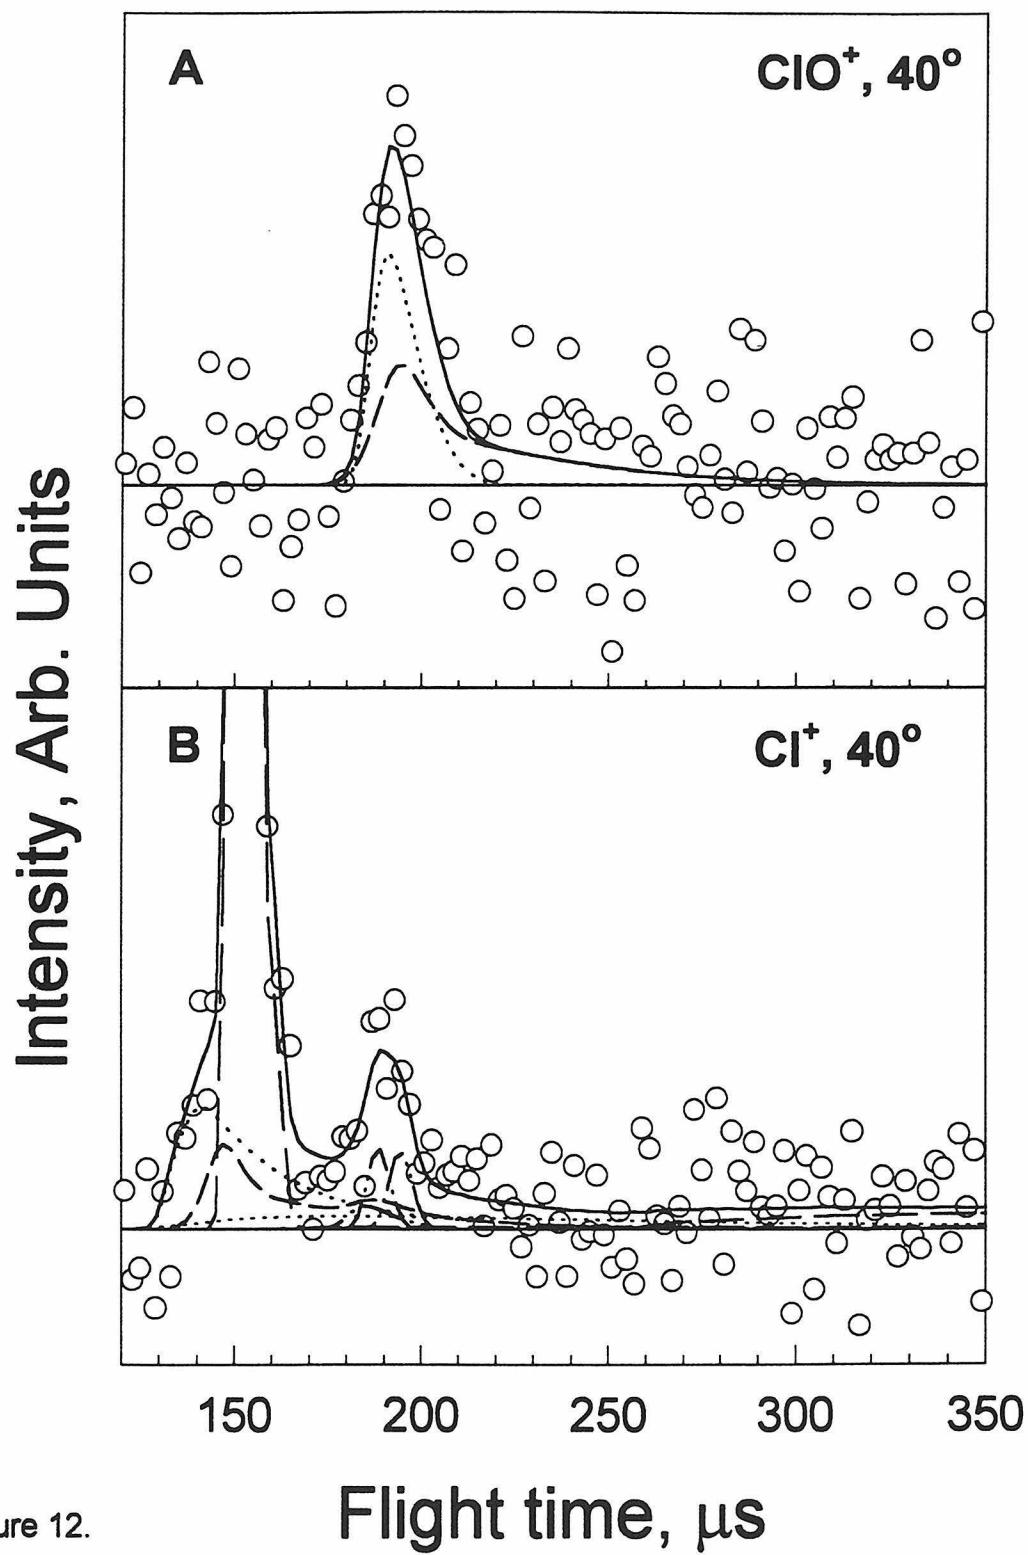 A
ClO⁺, 40°
B
Cl⁺, 40°
Intensity, Arb. Units
150 200 250 300 350
Flight time, μs
ure 12.